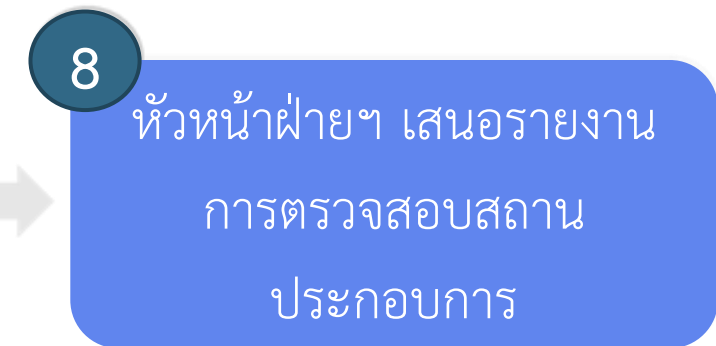 8
หัวหน้าฝ่ายฯ เสนอรายงาน
การตรวจสอบสถาน
ประกอบการ